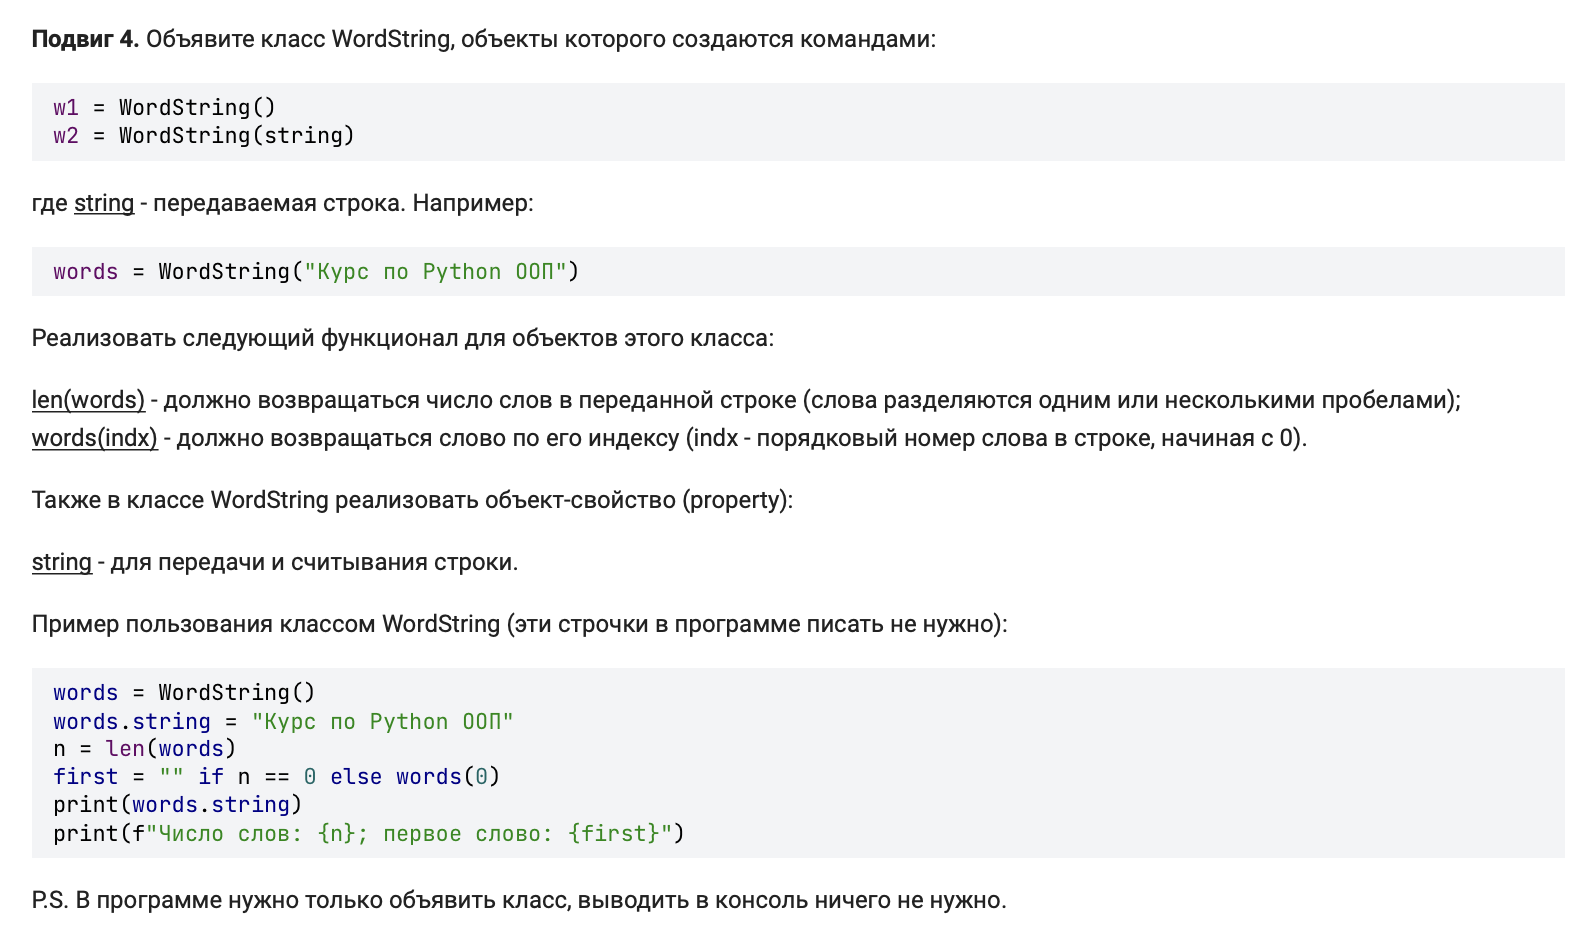 Подвиг 4. Объявите класс WordString, объекты которого создаются командами:
w1 = WordString()
w2 = WordString(string)
где string - передаваемая строка. Например:
words = WordString("Курс по Python ООП")
Реализовать следующий функционал для объектов этого класса:
len(words) - должно возвращаться число слов в переданной строке (слова разделяются одним или несколькими пробелами);
words(indx) - должно возвращаться слово по его индексу (indx - порядковый номер слова в строке, начиная с 0).
Также в классе WordString реализовать объект-свойство (property):
string - для передачи и считывания строки.
Пример пользования классом WordString (эти строчки в программе писать не нужно):
words = WordString()
words.string = "Курс по Python ООП"
n = len(words)
first = "" if n == 0 else words(0)
print(words.string)
print(f"Число слов: {n}; первое слово: {first}")
P.S. В программе нужно только объявить класс, выводить в консоль ничего не нужно.